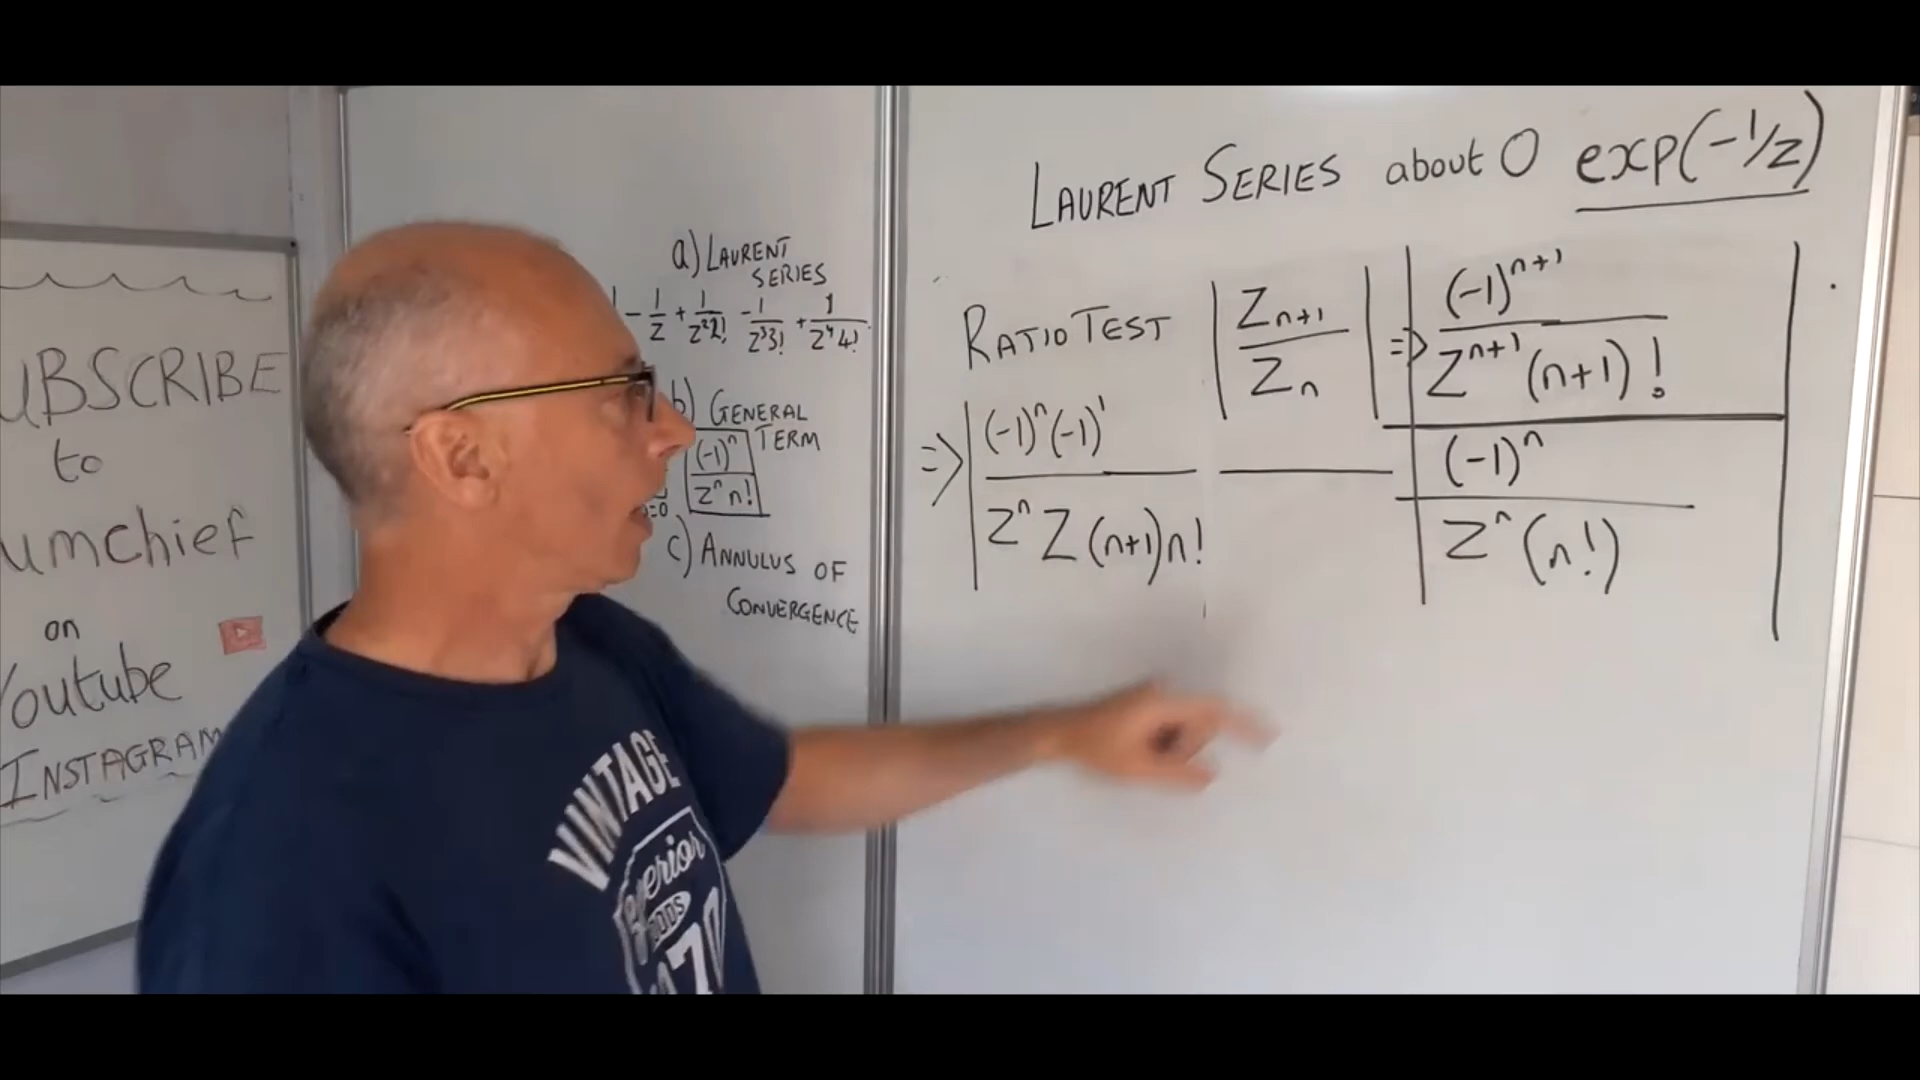 UBSCRIBE
to
umchief
on
Youtube
INSTAGRAM
a) LAURENT
SERIES
- 1/z + 1/z²2! - 1/z³3! + 1/z⁴4!
b) GENERAL
TERM
(-1)ⁿ
zⁿ n!
n=0
c) ANNULUS OF
CONVERGENCE
LAURENT SERIES about 0 exp(-1/z)
RATIO TEST | Zn+1 / Zn | => | (-1)ⁿ⁺¹ / Zⁿ⁺¹ (n+1)! / (-1)ⁿ / Zⁿ (n!) |
=> | (-1)ⁿ(-1)¹ / Zⁿ Z (n+1)n!
VINTAGE
Superior
GOODS